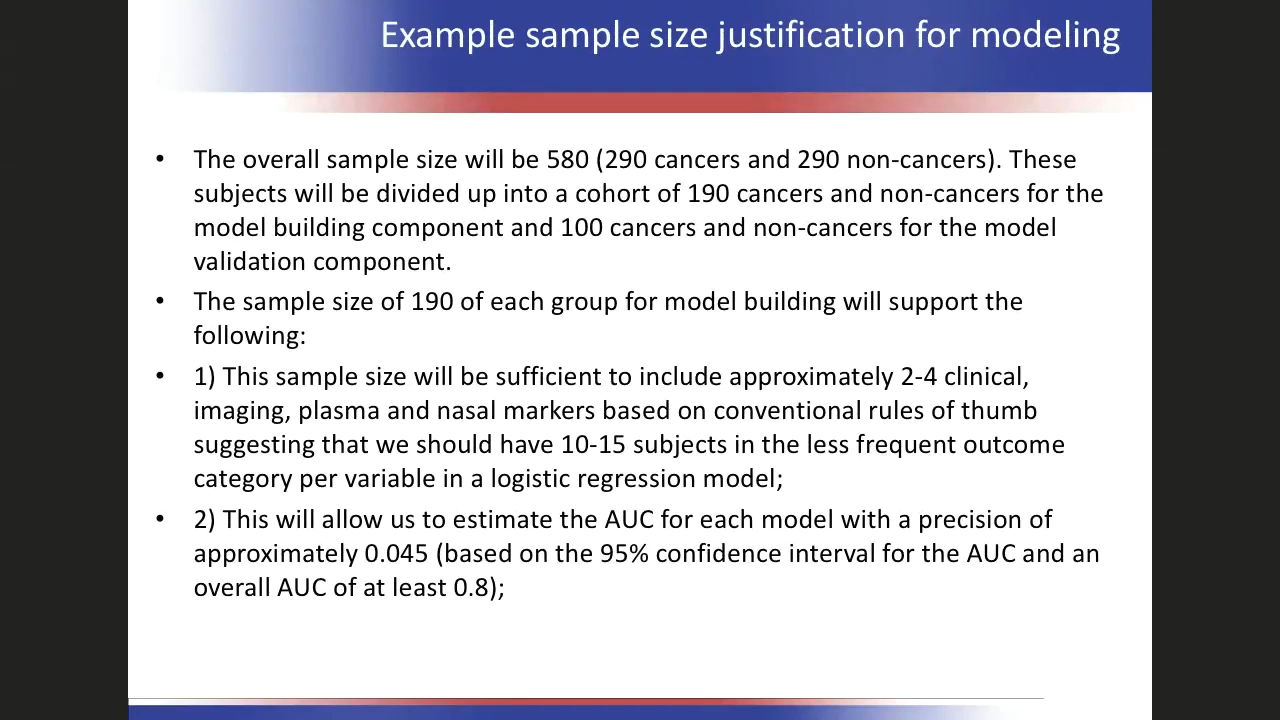 Example sample size justification for modeling
• The overall sample size will be 580 (290 cancers and 290 non-cancers). These
subjects will be divided up into a cohort of 190 cancers and non-cancers for the
model building component and 100 cancers and non-cancers for the model
validation component.
• The sample size of 190 of each group for model building will support the
following:
• 1) This sample size will be sufficient to include approximately 2-4 clinical,
imaging, plasma and nasal markers based on conventional rules of thumb
suggesting that we should have 10-15 subjects in the less frequent outcome
category per variable in a logistic regression model;
• 2) This will allow us to estimate the AUC for each model with a precision of
approximately 0.045 (based on the 95% confidence interval for the AUC and an
overall AUC of at least 0.8);